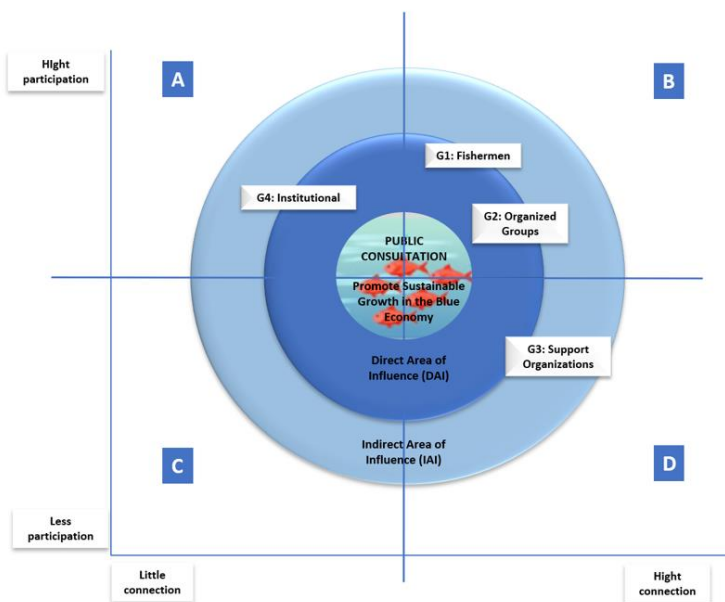 HIght
participation
A
B
G1: Fishermen
G4: Institutional
G2: Organized
Groups
PUBLIC
CONSULTATION
Promote Sustainable
Growth in the Blue
Economy
G3: Support
Organizations
Direct Area of
Influence (DAI)
Indirect Area of
Influence (IAI)
C
D
Less
participation
Little
connection
Hight
connection